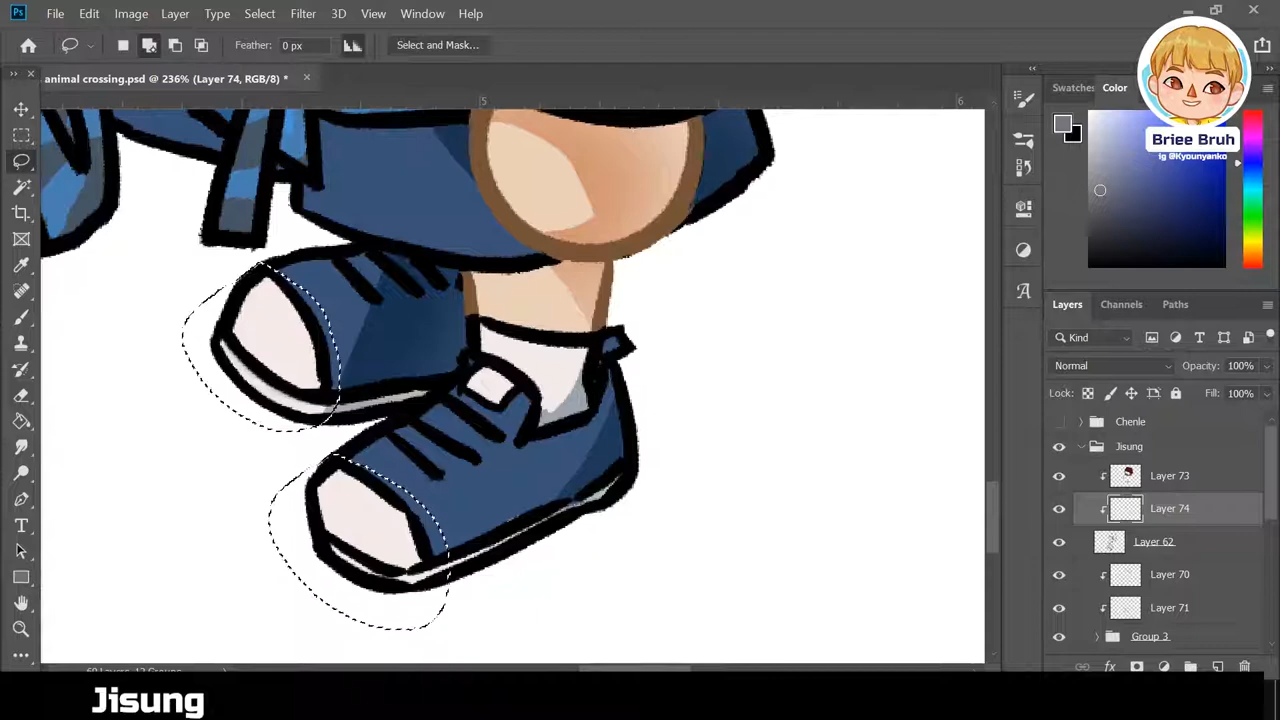 Ps File Edit Image Layer Type Select Filter 3D View Window Help
Feather: 0 px Select and Mask...
animal crossing.psd @ 236% (Layer 74, RGB/8) *
5 6
Swatches Color
Briee Bruh
ig @Kyounyanko
Layers Channels Paths
Kind
Normal Opacity: 100%
Lock: Fill: 100%
Chenle
Jisung
Layer 73
Layer 74
Layer 62
Layer 70
Layer 71
Group 3
Jisung